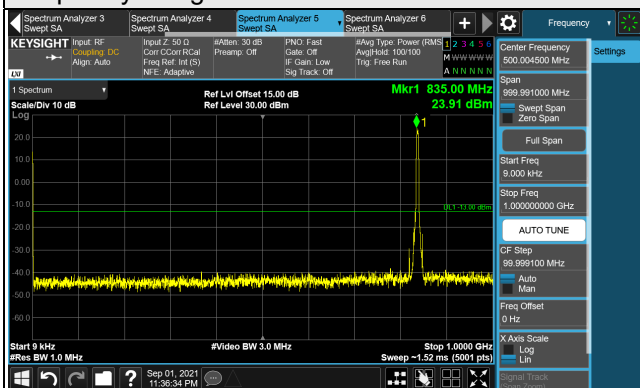 Spectrum Analyzer 3
Swept SA
Spectrum Analyzer 4
Swept SA
Spectrum Analyzer 5
Swept SA
Spectrum Analyzer 6
Swept SA
+
Frequency
KEYSIGHT
LXI
Input: RF
Coupling: DC
Align: Auto
Input Z: 50 Ω
Corr CCorr RCal
Freq Ref: Int (S)
NFE: Adaptive
#Atten: 30 dB
Preamp: Off
PNO: Fast
Gate: Off
IF Gain: Low
Sig Track: Off
#Avg Type: Power (RMS
Avg|Hold: 100/100
Trig: Free Run
1 2 3 4 5 6
M W W W W W
A N N N N N
1 Spectrum
Scale/Div 10 dB
Log
Ref Lvl Offset 15.00 dB
Ref Level 30.00 dBm
Mkr1 835.00 MHz
23.91 dBm
1
20.0
10.0
0.00
-10.0
-20.0
-30.0
-40.0
-50.0
-60.0
DL1 -13.00 dBm
Start 9 kHz
#Res BW 1.0 MHz
#Video BW 3.0 MHz
Stop 1.0000 GHz
Sweep ~1.52 ms (5001 pts)
Center Frequency
500.004500 MHz
Settings
Span
999.991000 MHz
Swept Span
Zero Span
Full Span
Start Freq
9.000 kHz
Stop Freq
1.000000000 GHz
AUTO TUNE
CF Step
99.999100 MHz
Auto
Man
Freq Offset
0 Hz
X Axis Scale
Log
Lin
Signal Track
(Span Zoom)
?
Sep 01, 2021
11:36:34 PM